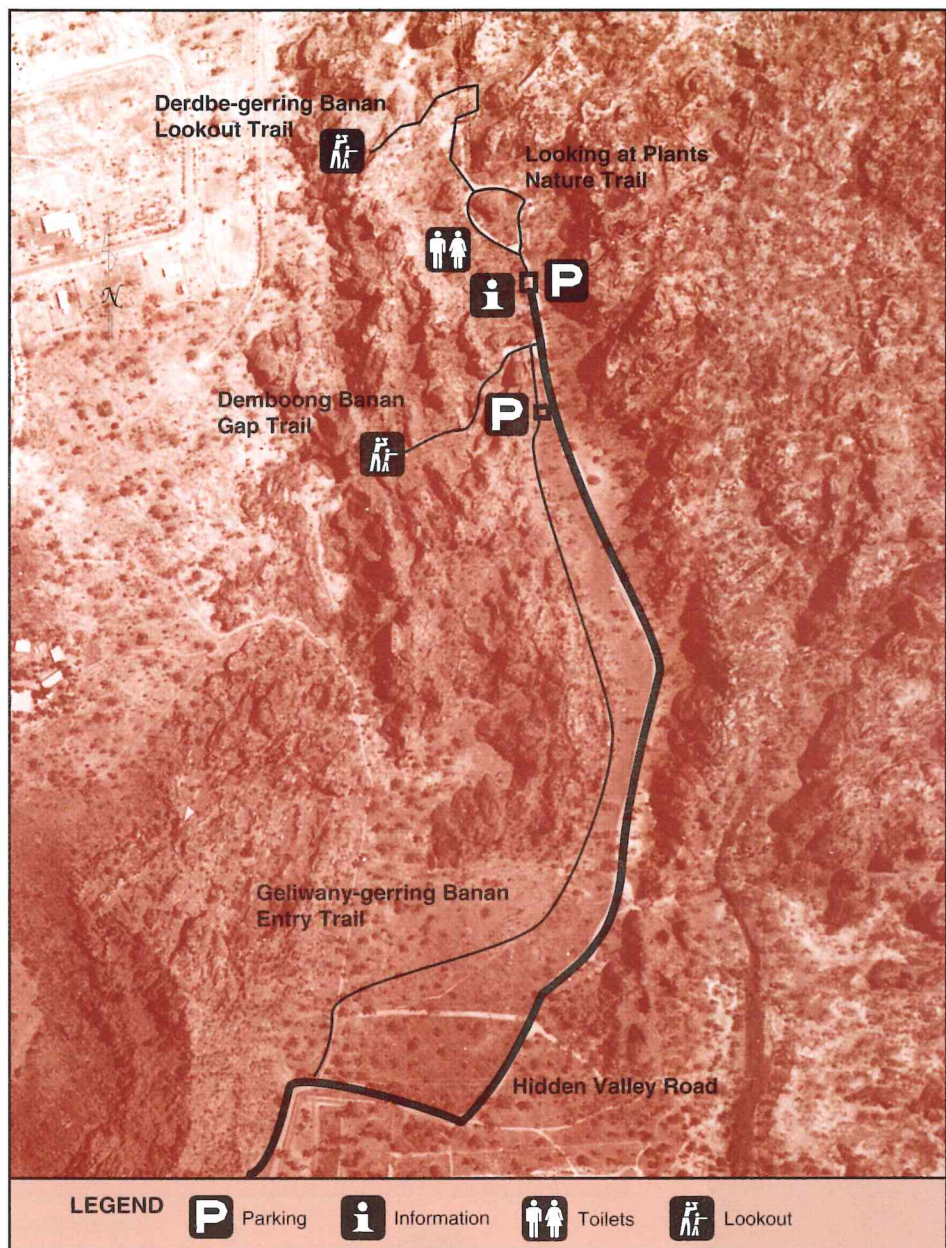 Derdbe-gerring Banan
Lookout Trail
Looking at Plants
Nature Trail
i
P
N
Demboong Banan
Gap Trail
P
Geliwany-gerring Banan
Entry Trail
Hidden Valley Road
LEGEND
P Parking
i Information
Toilets
Lookout